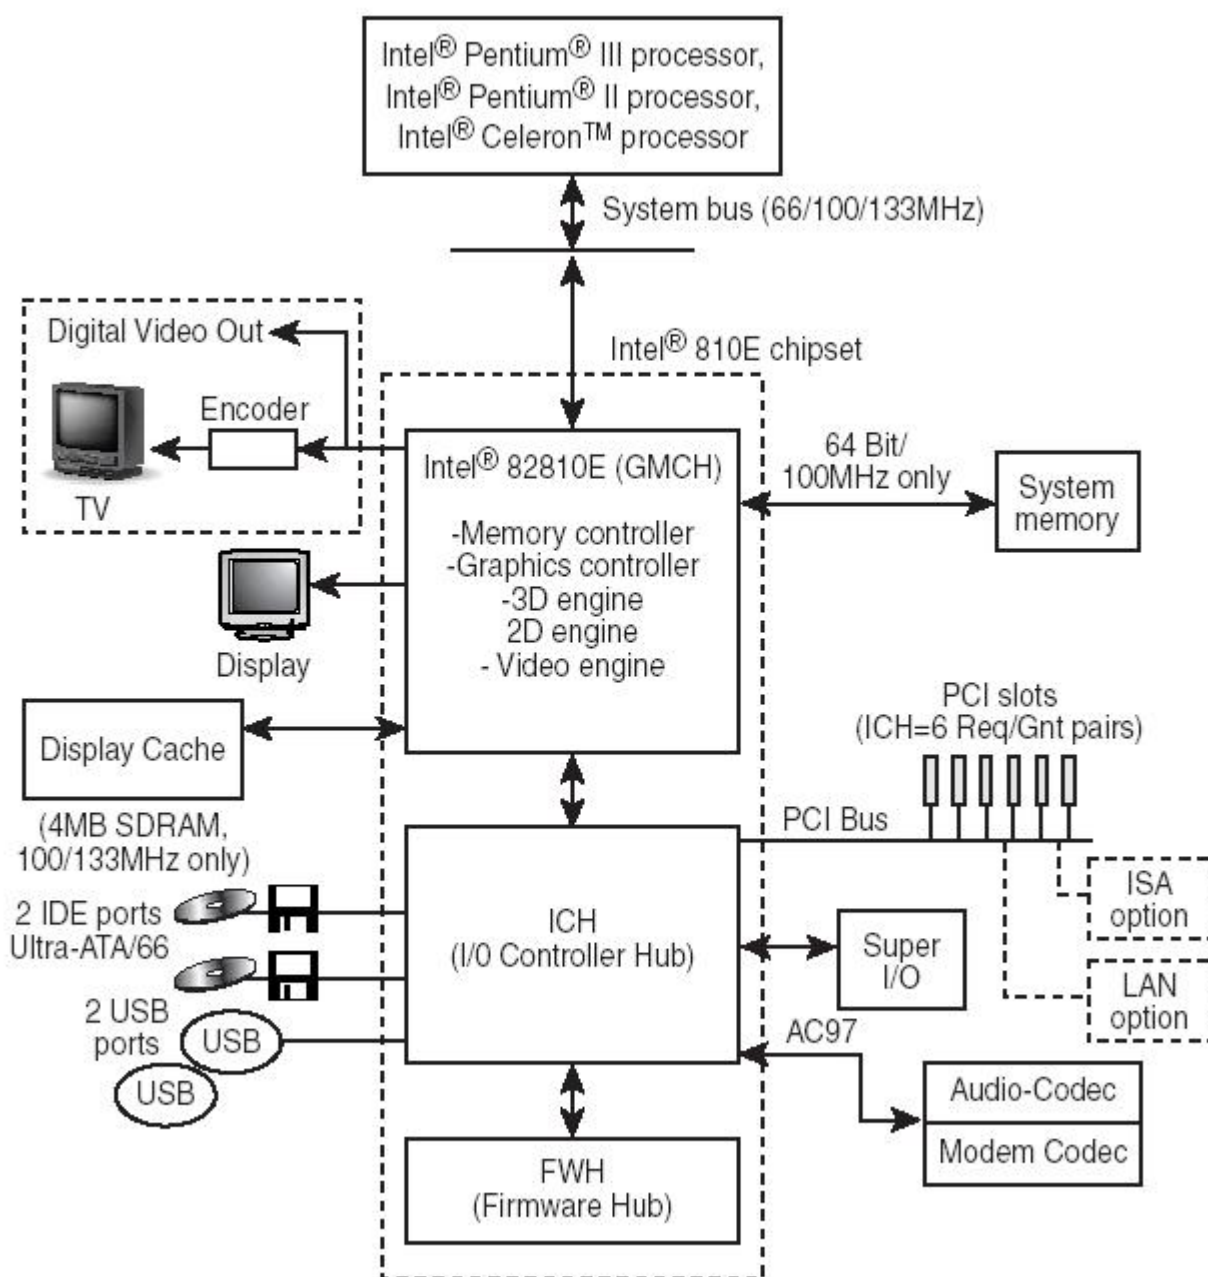 Intel® Pentium® III processor,
Intel® Pentium® II processor,
Intel® Celeron™ processor
System bus (66/100/133MHz)
Digital Video Out
Intel® 810E chipset
Encoder
TV
Intel® 82810E (GMCH)
-Memory controller
-Graphics controller
-3D engine
2D engine
- Video engine
64 Bit/
100MHz only
System
memory
Display
Display Cache
(4MB SDRAM,
100/133MHz only)
PCI slots
(ICH=6 Req/Gnt pairs)
PCI Bus
2 IDE ports
Ultra-ATA/66
ICH
(I/0 Controller Hub)
Super
I/O
ISA
option
LAN
option
2 USB
ports
USB
USB
AC97
Audio-Codec
Modem Codec
FWH
(Firmware Hub)